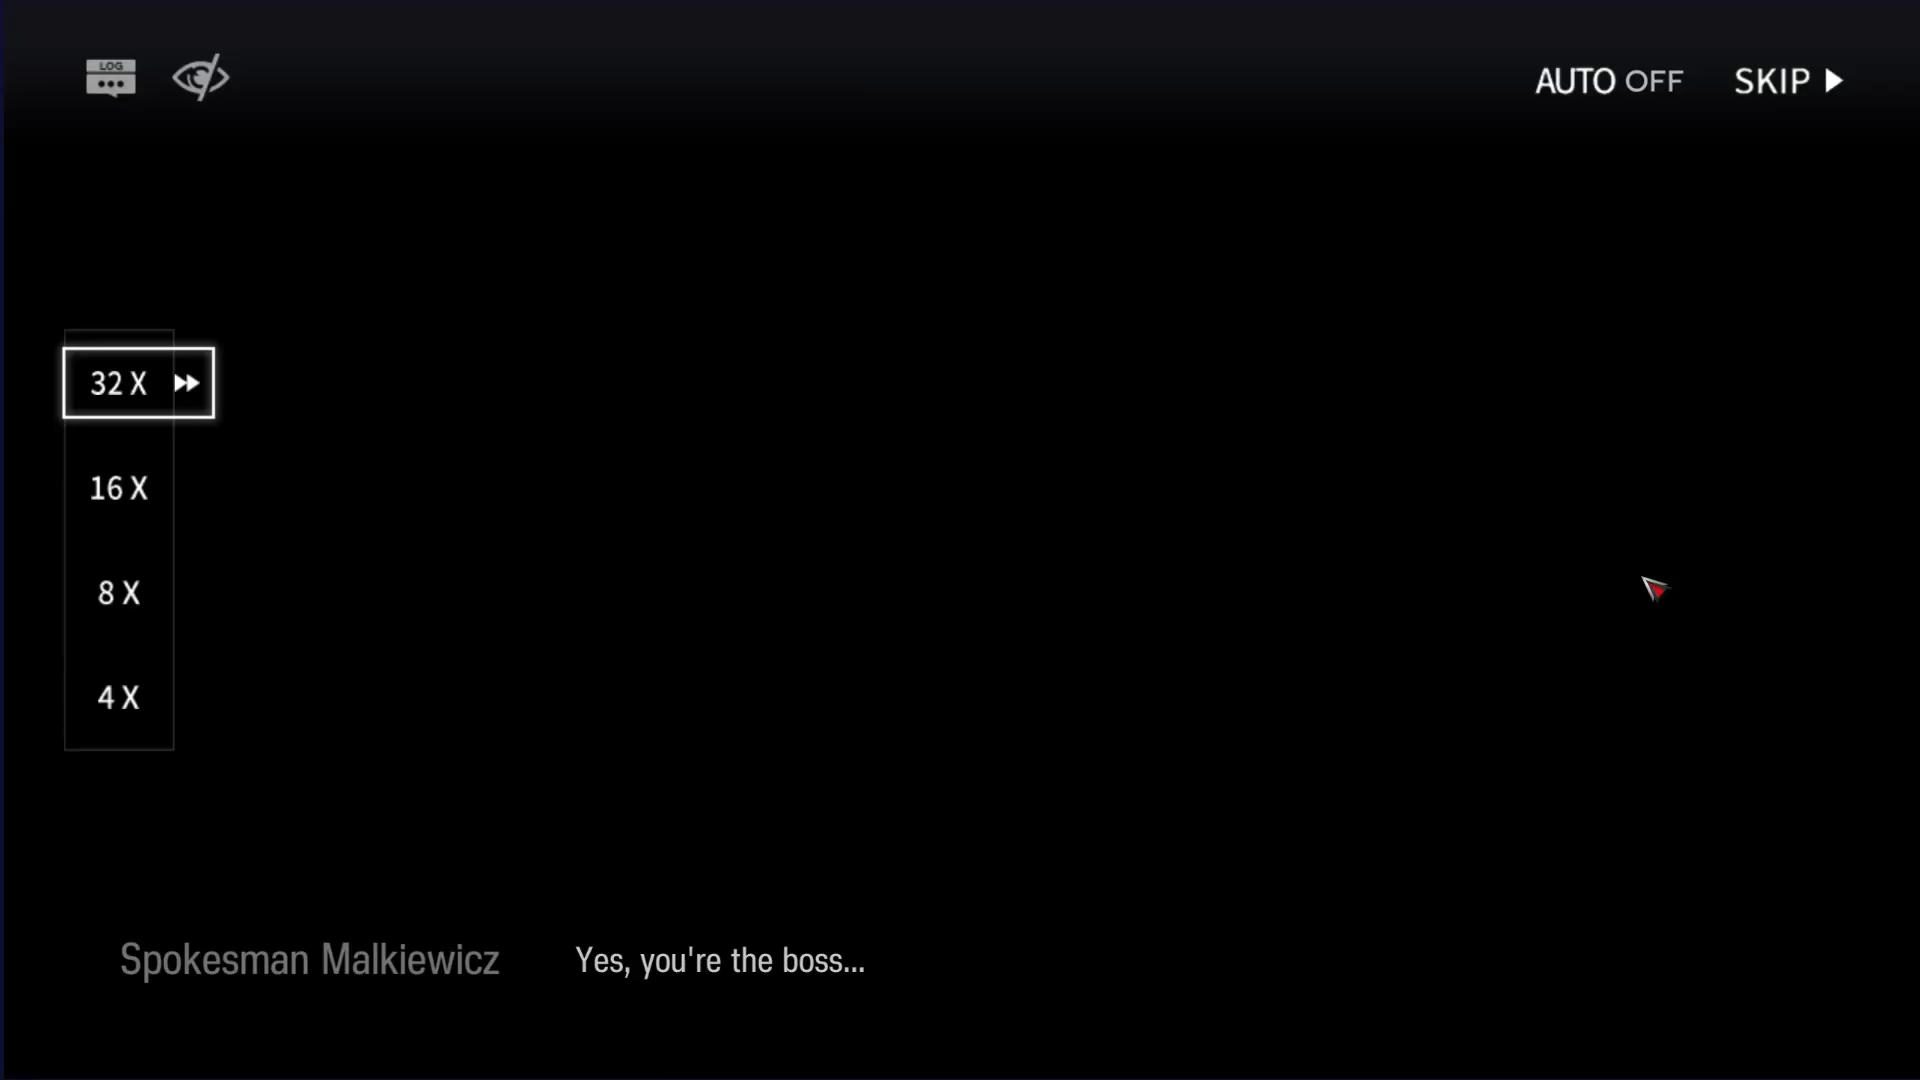 LOG
AUTO OFF SKIP
32 X
16 X
8 X
4 X
Spokesman Malkiewicz Yes, you're the boss...